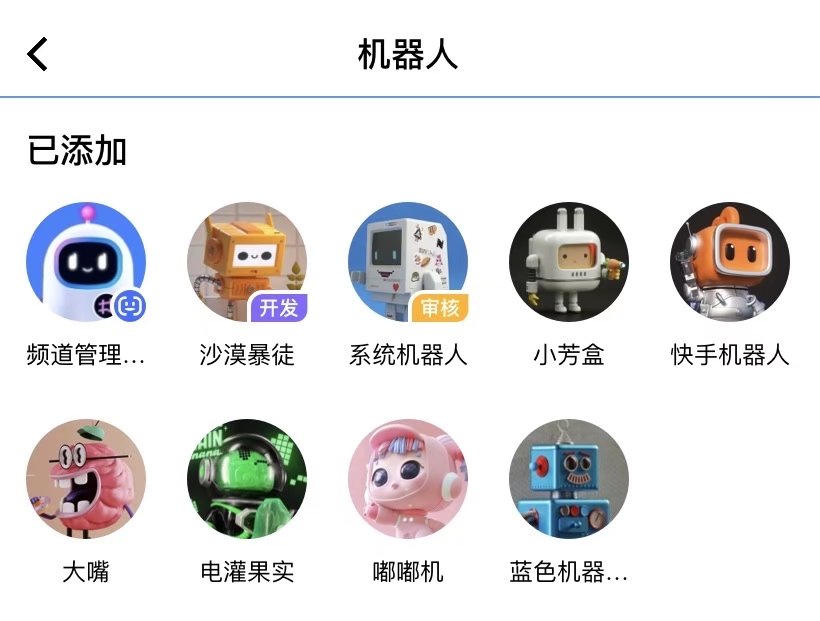 机器人
已添加
开发
审核
频道管理...
沙漠暴徒
系统机器人
小芳盒
快手机器人
大嘴
电灌果实
嘟嘟机
蓝色机器...